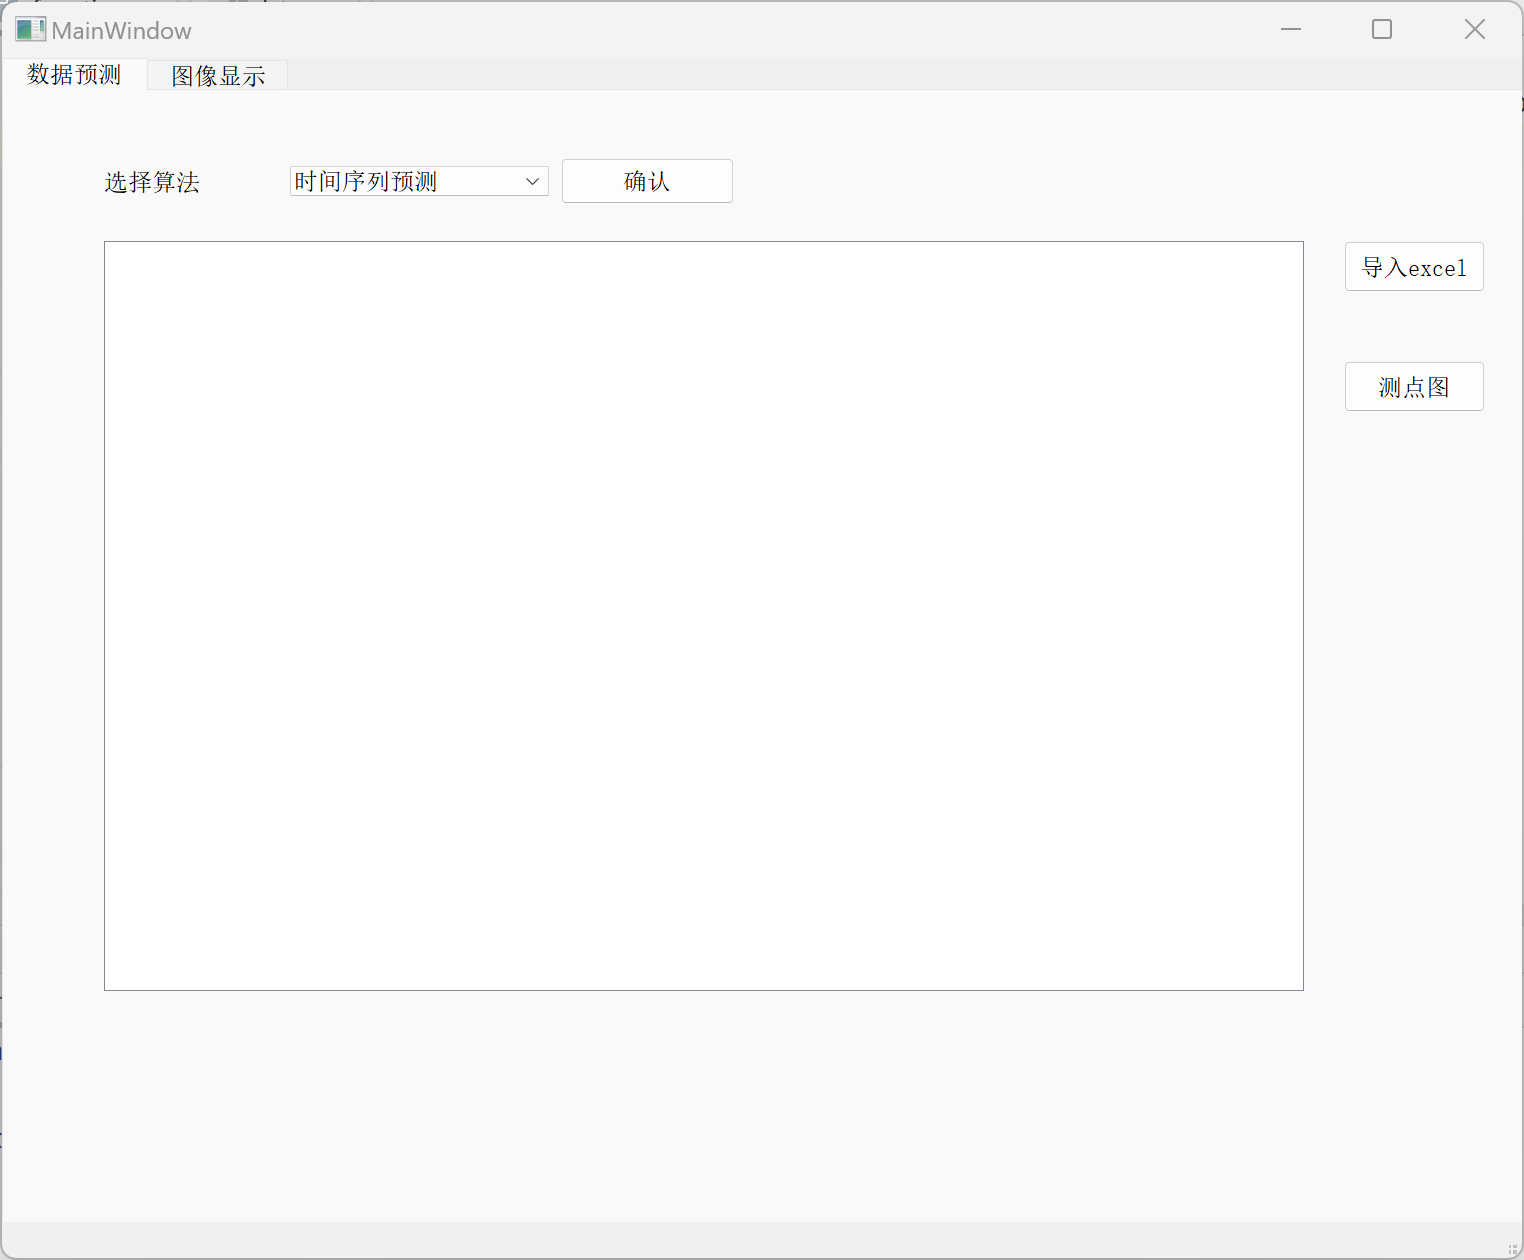 MainWindow
数据预测 图像显示
选择算法 时间序列预测 确认
导入excel
测点图